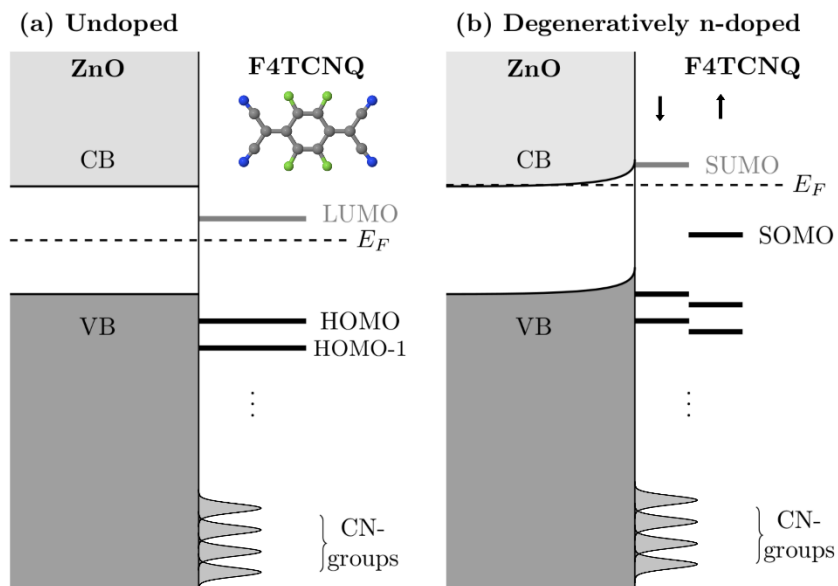 (a) Undoped
ZnO
F4TCNQ
CB
LUMO
E_F
VB
HOMO
HOMO-1
⋮
CN-
groups
(b) Degeneratively n-doped
ZnO
F4TCNQ
CB
SUMO
E_F
SOMO
VB
⋮
CN-
groups